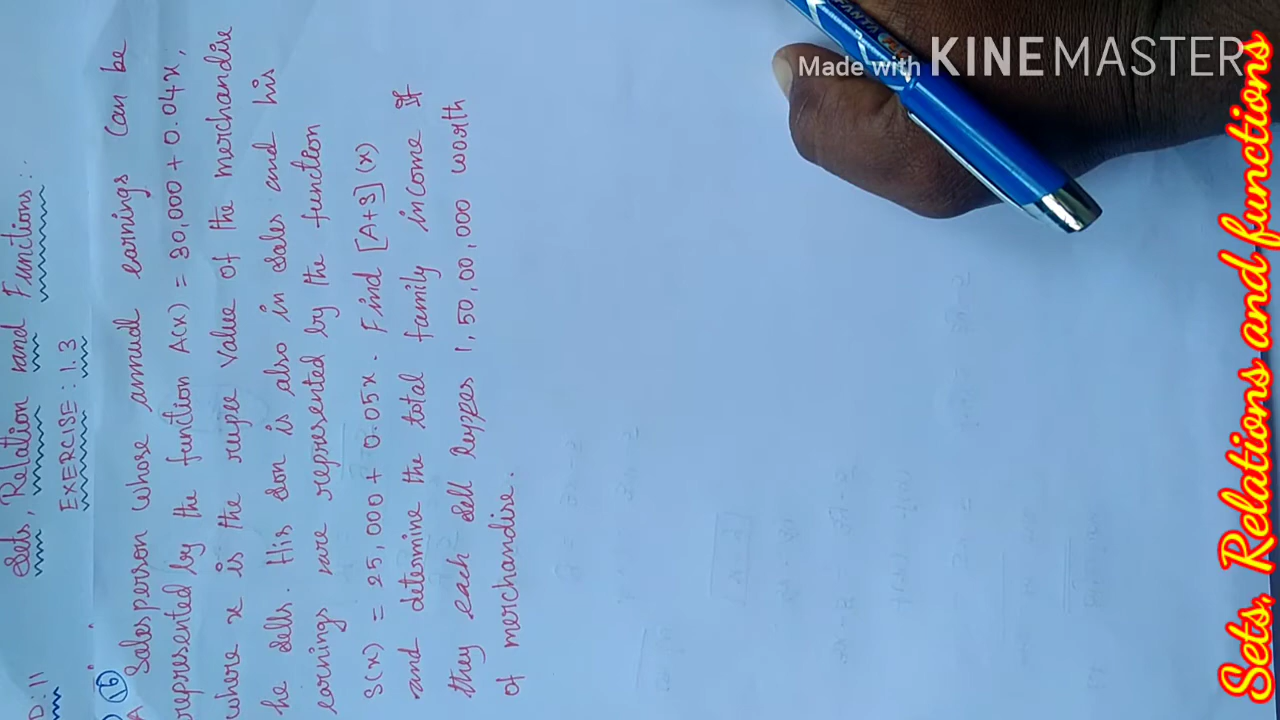 Sets, Relation and Functions:-
D:11
EXERCISE: 1.3
16
A Salesperson whose annual earnings can be
represented by the function A(x) = 30,000 + 0.04x,
where x is the rupee value of the merchandise
he sells. His son is also in sales and his
earnings are represented by the function
S(x) = 25,000 + 0.05x. Find [A+S](x)
and determine the total family income if
they each sell
1,50,00,000 worth
of merchandise.
FANTA
Made with KINEMASTER
Sets, Relations and functions